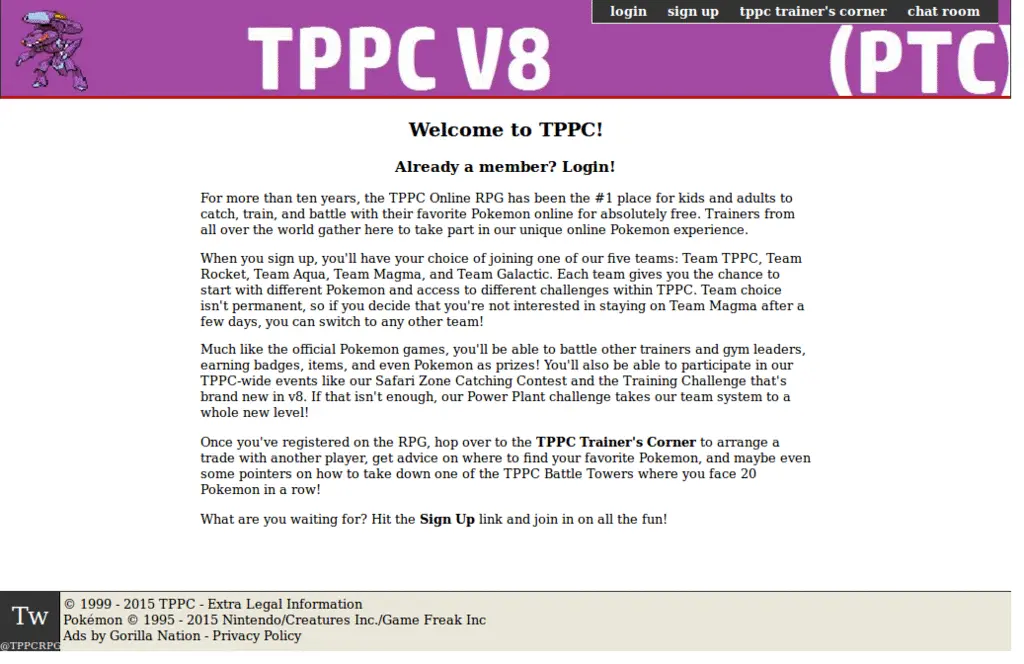 login sign up tppc trainer's corner chat room
TPPC V8 (PTC)
Welcome to TPPC!
Already a member? Login!
For more than ten years, the TPPC Online RPG has been the #1 place for kids and adults to
catch, train, and battle with their favorite Pokemon online for absolutely free. Trainers from
all over the world gather here to take part in our unique online Pokemon experience.
When you sign up, you'll have your choice of joining one of our five teams: Team TPPC, Team
Rocket, Team Aqua, Team Magma, and Team Galactic. Each team gives you the chance to
start with different Pokemon and access to different challenges within TPPC. Team choice
isn't permanent, so if you decide that you're not interested in staying on Team Magma after a
few days, you can switch to any other team!
Much like the official Pokemon games, you'll be able to battle other trainers and gym leaders,
earning badges, items, and even Pokemon as prizes! You'll also be able to participate in our
TPPC-wide events like our Safari Zone Catching Contest and the Training Challenge that's
brand new in v8. If that isn't enough, our Power Plant challenge takes our team system to a
whole new level!
Once you've registered on the RPG, hop over to the TPPC Trainer's Corner to arrange a
trade with another player, get advice on where to find your favorite Pokemon, and maybe even
some pointers on how to take down one of the TPPC Battle Towers where you face 20
Pokemon in a row!
What are you waiting for? Hit the Sign Up link and join in on all the fun!
Tw
@TPPCRPG
© 1999 - 2015 TPPC - Extra Legal Information
Pokémon © 1995 - 2015 Nintendo/Creatures Inc./Game Freak Inc
Ads by Gorilla Nation - Privacy Policy